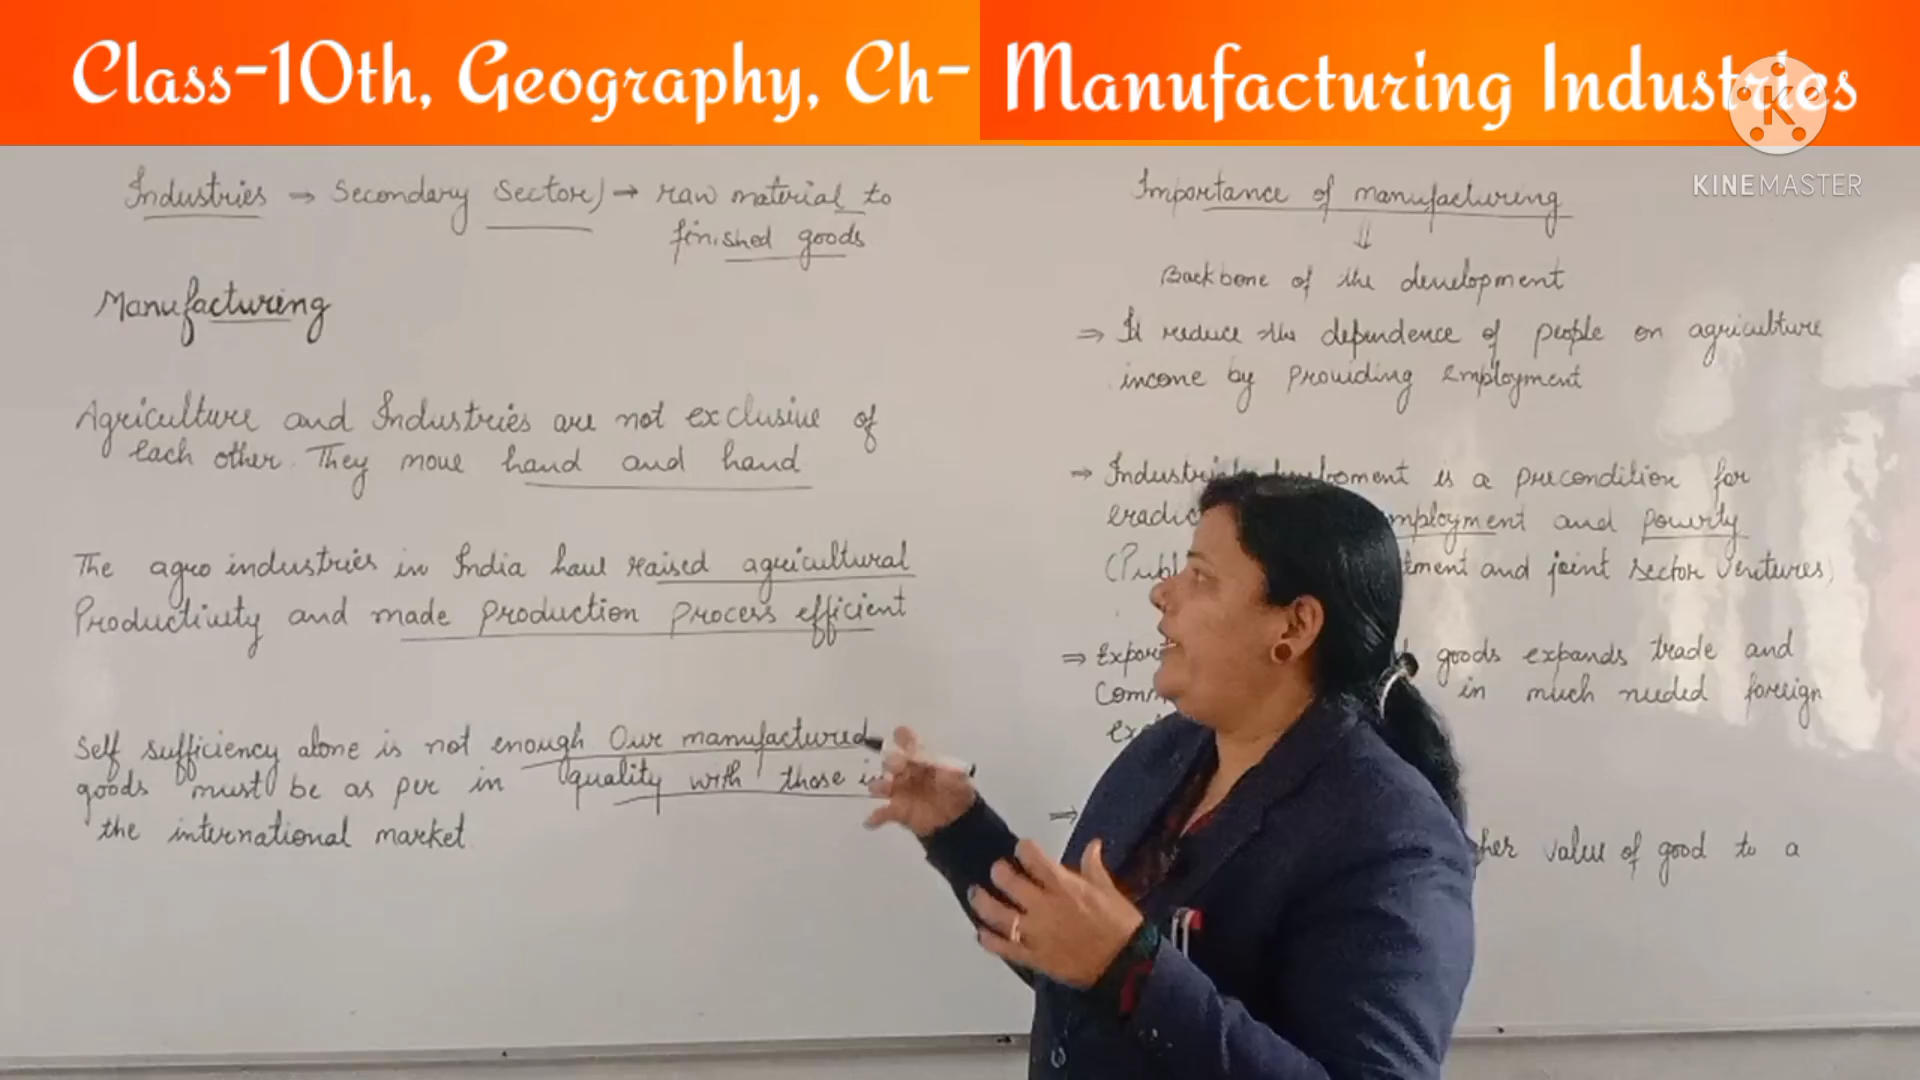 Class-10th, Geography, Ch- Manufacturing Industries
KINEMASTER
Industries → Secondary Sector) → raw material to
finished goods
Manufacturing
Agriculture and Industries are not exclusive of
each other. They move hand and hand
The agro industries in India have raised agricultural
Productivity and made production process efficient
Self sufficiency alone is not enough Our manufactured
goods must be as per in quality with those in
the international market
Importance of manufacturing
⇓
Backbone of the development
⇒ It reduce the dependence of people on agriculture
income by Providing employment
⇒ is a precondition for
and Poverty
and joint sector ventures)
⇒ goods expands trade and
in much needed foreign
⇒
value of good to a